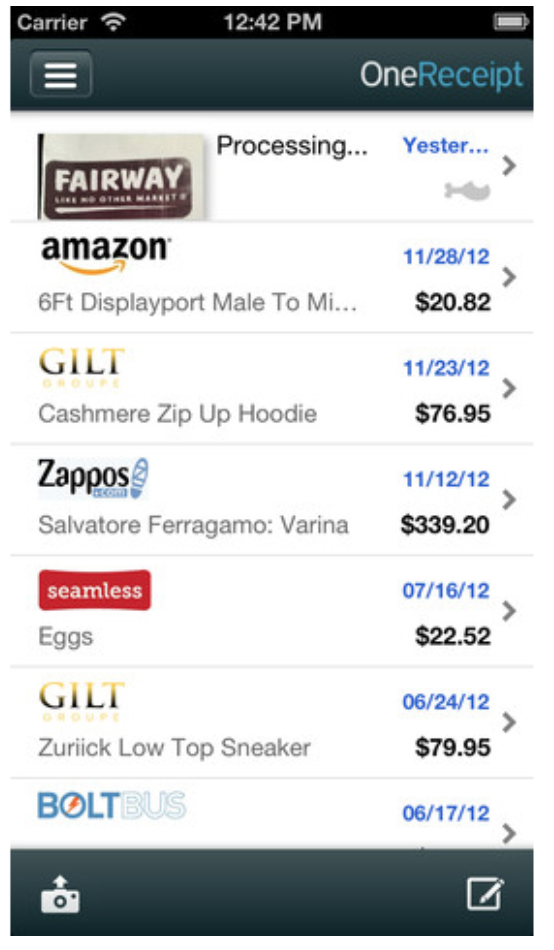 Carrier 12:42 PM
OneReceipt
Processing... Yester...
FAIRWAY
LIKE NO OTHER MARKET
amazon 11/28/12
6Ft Displayport Male To Mi... $20.82
GILT 11/23/12
GROUPE
Cashmere Zip Up Hoodie $76.95
Zappos 11/12/12
.com
Salvatore Ferragamo: Varina $339.20
seamless 07/16/12
Eggs $22.52
GILT 06/24/12
GROUPE
Zuriick Low Top Sneaker $79.95
BOLTBUS 06/17/12